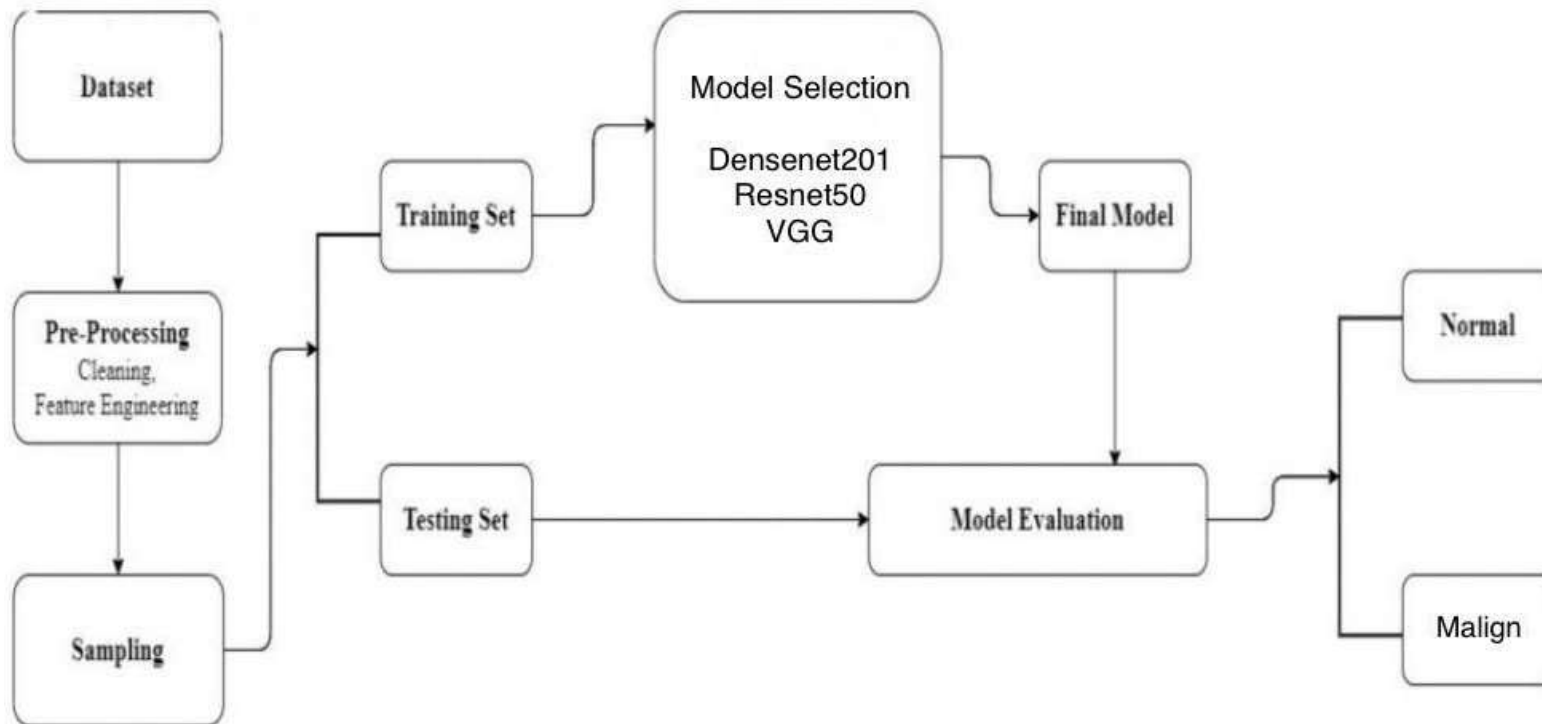 Dataset
Pre-Processing
Cleaning,
Feature Engineering
Sampling
Training Set
Testing Set
Model Selection
Densenet201
Resnet50
VGG
Final Model
Model Evaluation
Normal
Malign